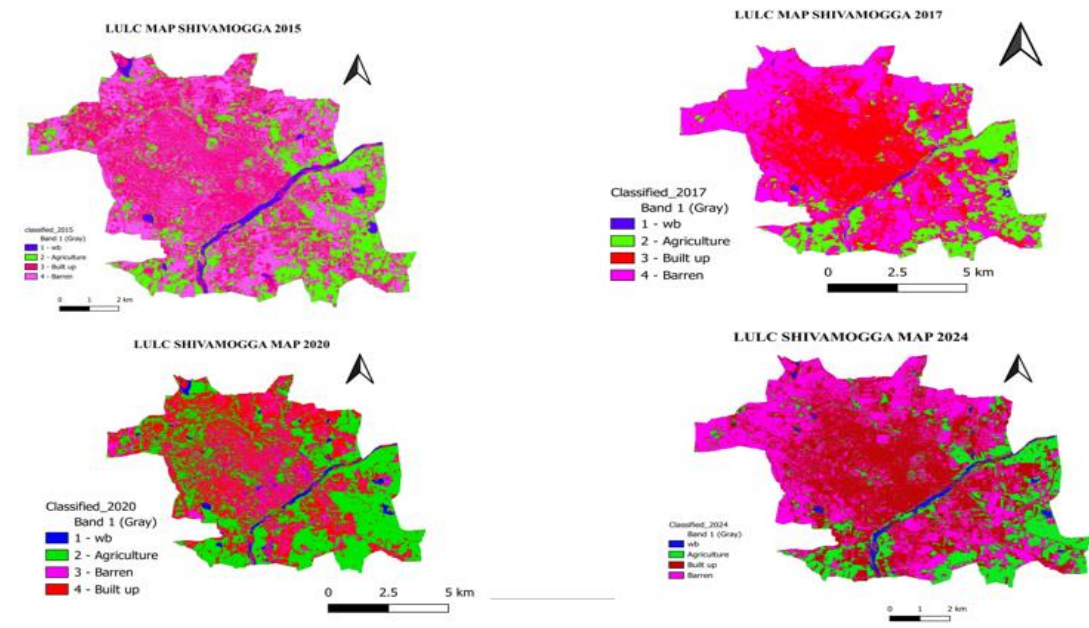 LULC MAP SHIVAMOGGA 2015
classified_2015
Band 1 (Gray)
1 - wb
2 - Agriculture
3 - Built up
4 - Barren
0 1 2 km
LULC MAP SHIVAMOGGA 2017
Classified_2017
Band 1 (Gray)
1 - wb
2 - Agriculture
3 - Built up
4 - Barren
0 2.5 5 km
LULC SHIVAMOGGA MAP 2020
Classified_2020
Band 1 (Gray)
1 - wb
2 - Agriculture
3 - Barren
4 - Built up
0 2.5 5 km
LULC SHIVAMOGGA MAP 2024
Classified_2024
Band 1 (Gray)
wb
Agriculture
Built up
Barren
0 1 2 km